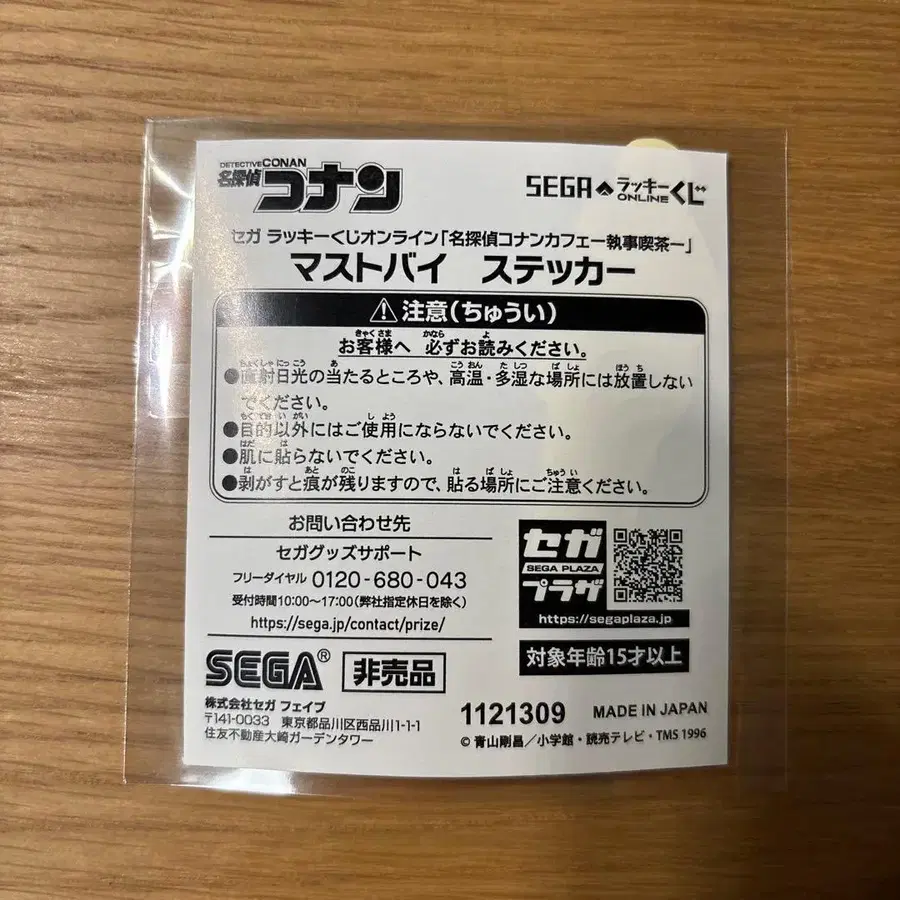 DETECTIVE CONAN
名探偵コナン
SEGA ラッキーくじ ONLINE
セガ ラッキーくじオンライン「名探偵コナンカフェー執事喫茶ー」
マストバイ ステッカー
注意(ちゅうい)
お客様へ 必ずお読みください。
●直射日光の当たるところや、高温・多湿な場所には放置しない
でください。
●目的以外にはご使用にならないでください。
●肌に貼らないでください。
●剥がすと痕が残りますので、貼る場所にご注意ください。
お問い合わせ先
セガグッズサポート
フリーダイヤル 0120-680-043
受付時間10:00〜17:00(弊社指定休日を除く)
https://sega.jp/contact/prize/
セガ
SEGA PLAZA
プラザ
https://segaplaza.jp
対象年齢15才以上
SEGA® 非売品
株式会社セガ フェイブ
〒141-0033 東京都品川区西品川1-1-1
住友不動産大崎ガーデンタワー
1121309 MADE IN JAPAN
© 青山剛昌/小学館・読売テレビ・TMS 1996